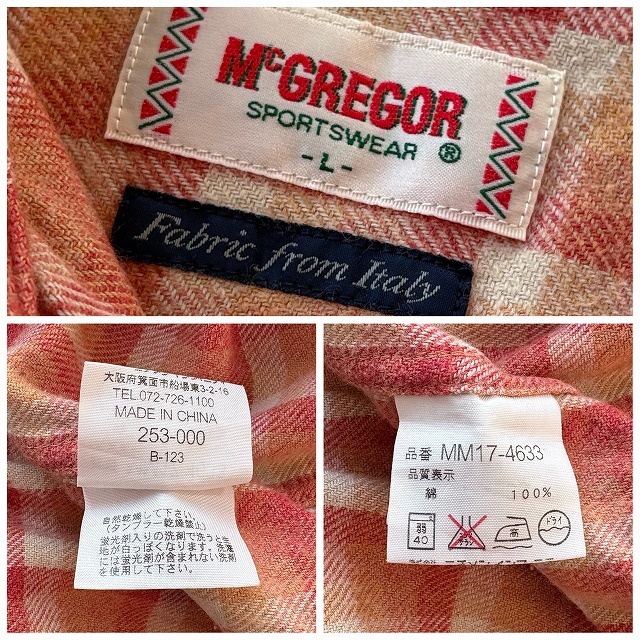 McGREGOR
SPORTSWEAR ®
-L-
Fabric from Italy
大阪府箕面市船場東3-2-16
TEL072-726-1100
MADE IN CHINA
253-000
B-123
自然乾燥して下さい。
(タンブラー乾燥禁止)
蛍光剤入りの洗剤で洗うと生
地が白っぽくなります。洗濯
には蛍光剤が含まれない洗剤
を使用して下さい。
品番 MM17-4633
品質表示
綿 100%
弱
40
高
ドライ